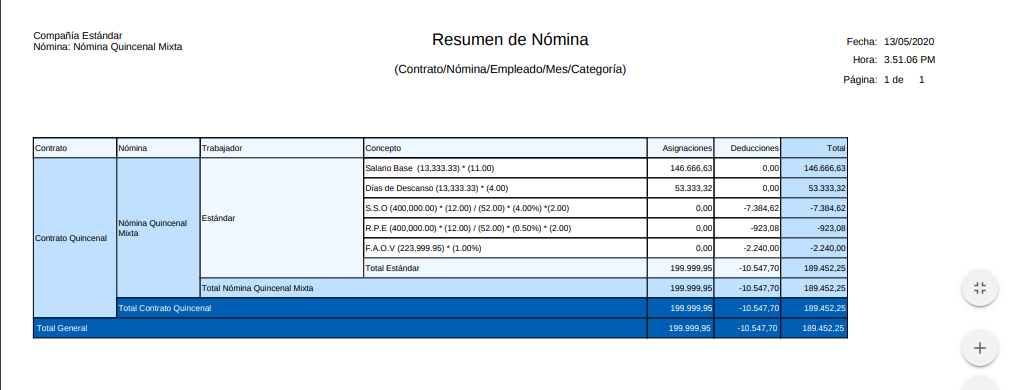 Compañía Estándar
Nómina: Nómina Quincenal Mixta
Resumen de Nómina
(Contrato/Nómina/Empleado/Mes/Categoría)
Fecha: 13/05/2020
Hora: 3.51.06 PM
Página: 1 de 1
Contrato Nómina Trabajador Concepto Asignaciones Deducciones Total
Salario Base (13,333.33) * (11.00) 146.666,63 0,00 146.666,63
Días de Descanso (13,333.33) * (4.00) 53.333,32 0,00 53.333,32
S.S.O (400,000.00) * (12.00) / (52.00) * (4.00%) *(2.00) 0,00 -7.384,62 -7.384,62
Estándar
Nómina Quincenal
Mixta
R.P.E (400,000.00) * (12.00) / (52.00) * (0.50%) * (2.00) 0,00 -923,08 -923,08
Contrato Quincenal
F.A.O.V (223,999.95) * (1.00%) 0,00 -2.240,00 -2.240,00
Total Estándar 199.999,95 -10.547,70 189.452,25
Total Nómina Quincenal Mixta 199.999,95 -10.547,70 189.452,25
Total Contrato Quincenal 199.999,95 -10.547,70 189.452,25
Total General 199.999,95 -10.547,70 189.452,25